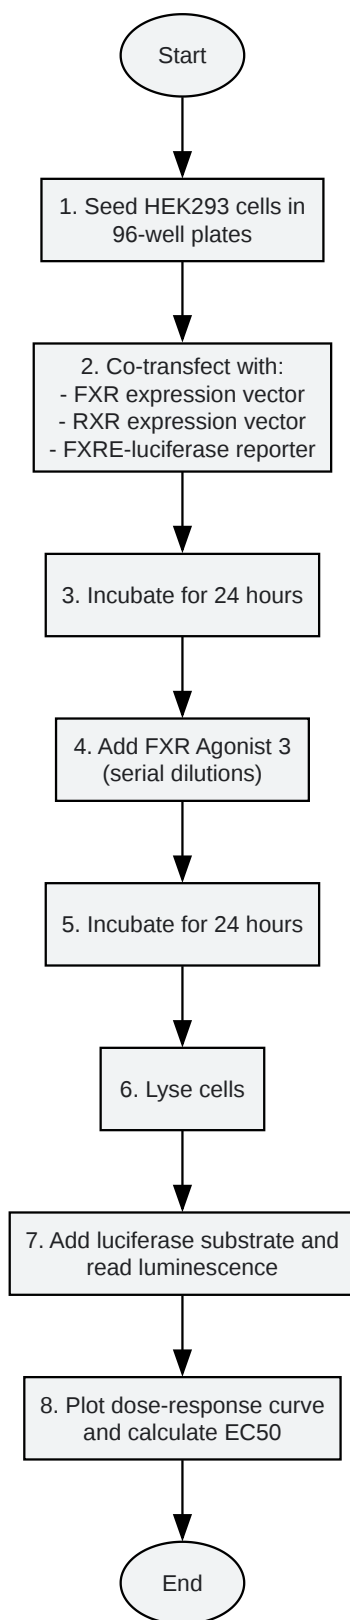 Start
1. Seed HEK293 cells in
96-well plates
2. Co-transfect with:
- FXR expression vector
- RXR expression vector
- FXRE-luciferase reporter
3. Incubate for 24 hours
4. Add FXR Agonist 3
(serial dilutions)
5. Incubate for 24 hours
6. Lyse cells
7. Add luciferase substrate and
read luminescence
8. Plot dose-response curve
and calculate EC50
End